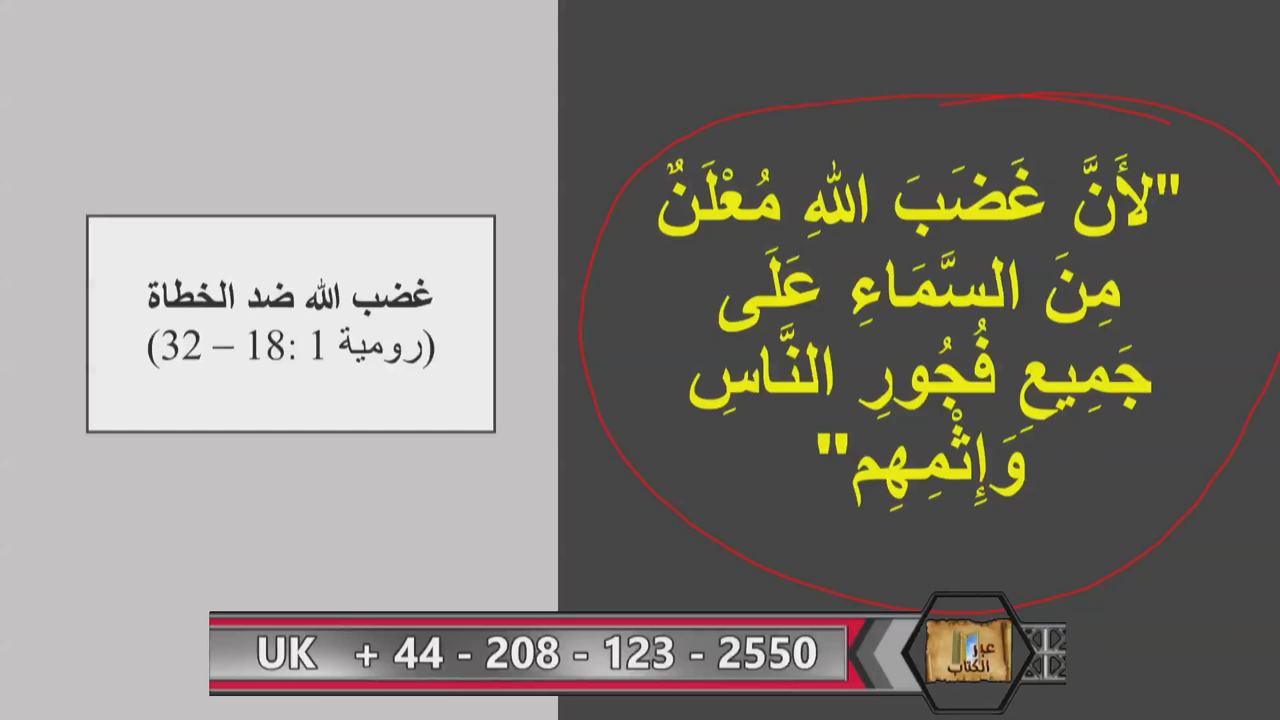 "لأَنَّ غَضَبَ اللهِ مُعْلَنٌ
مِنَ السَّمَاءِ عَلَى
جَمِيعِ فُجُورِ النَّاسِ
وَإِثْمِهِم"
غضب الله ضد الخطاة
(رومية 1 :18 – 32)
UK + 44 - 208 - 123 - 2550
عبر
الكتاب